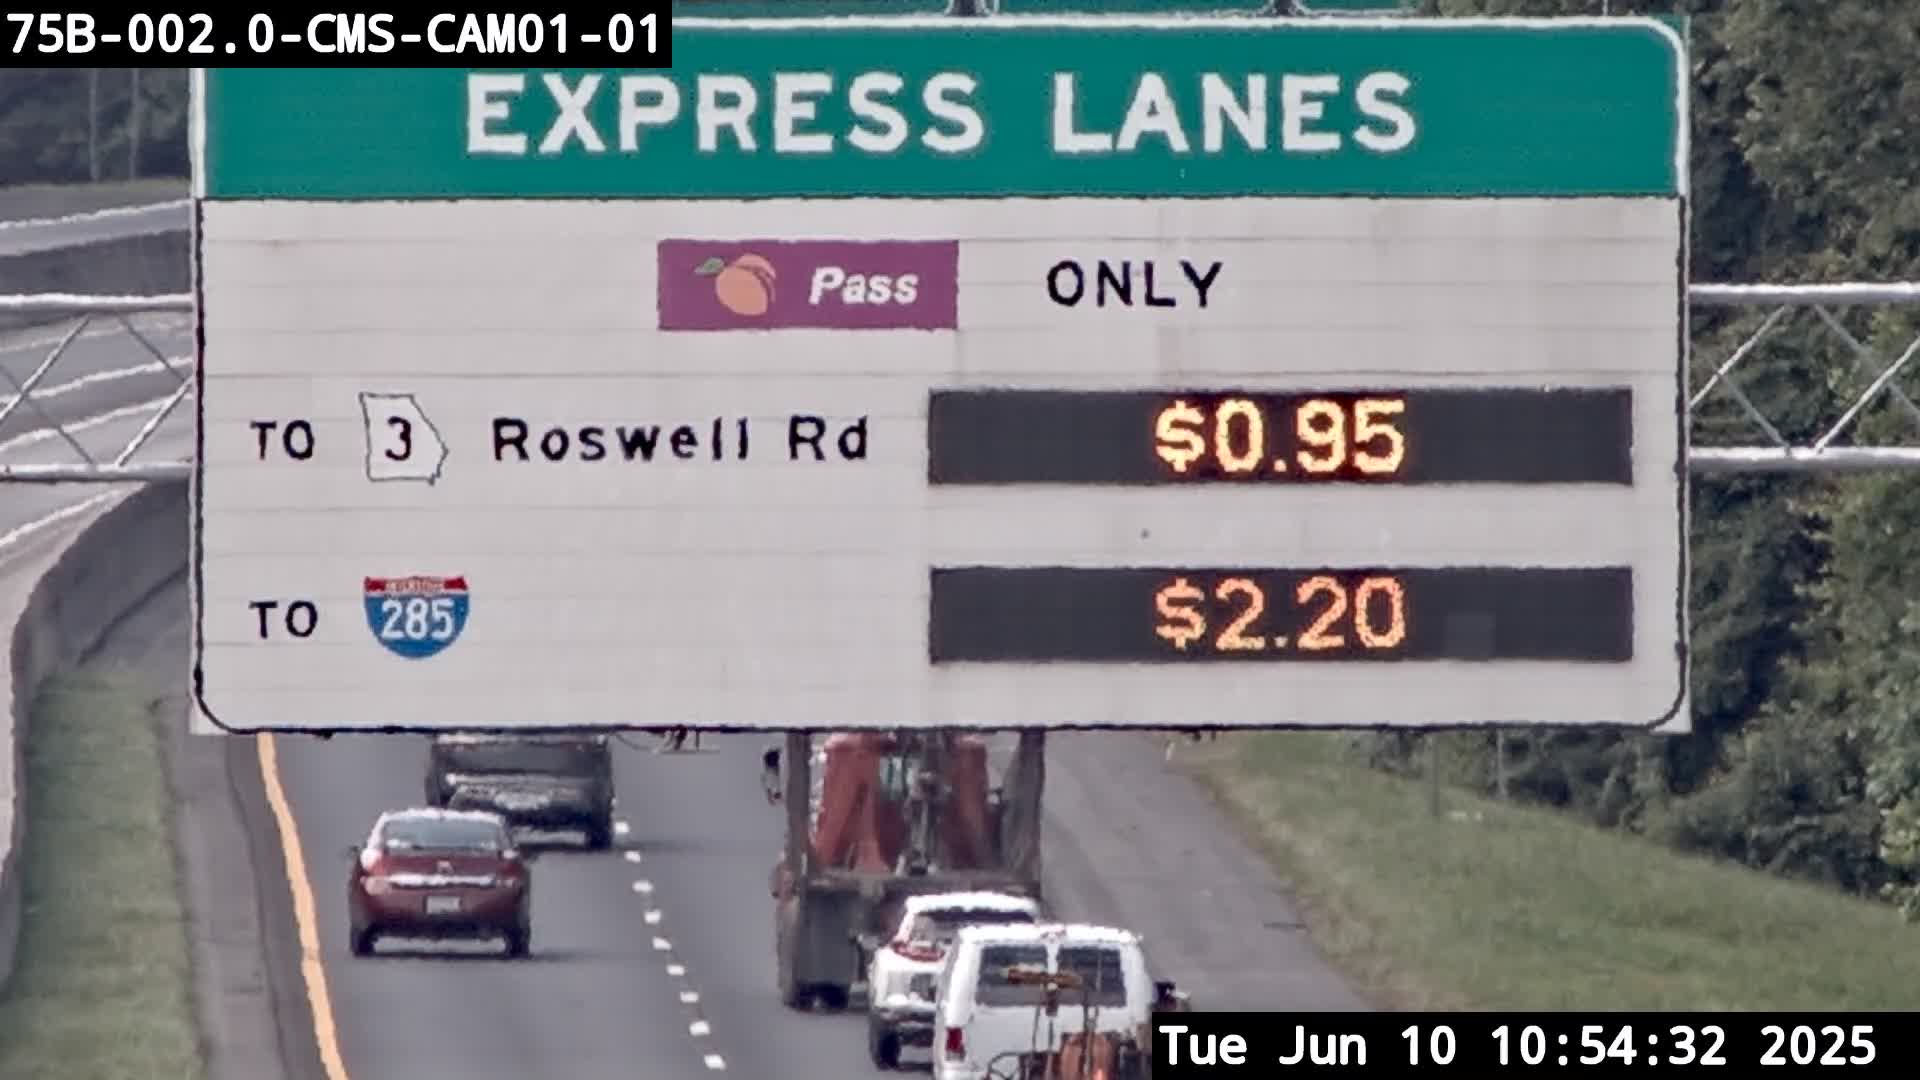 75B-002.0-CMS-CAM01-01
EXPRESS LANES
Pass ONLY
TO 3 Roswell Rd $0.95
INTERSTATE
TO 285 $2.20
Tue Jun 10 10:54:32 2025